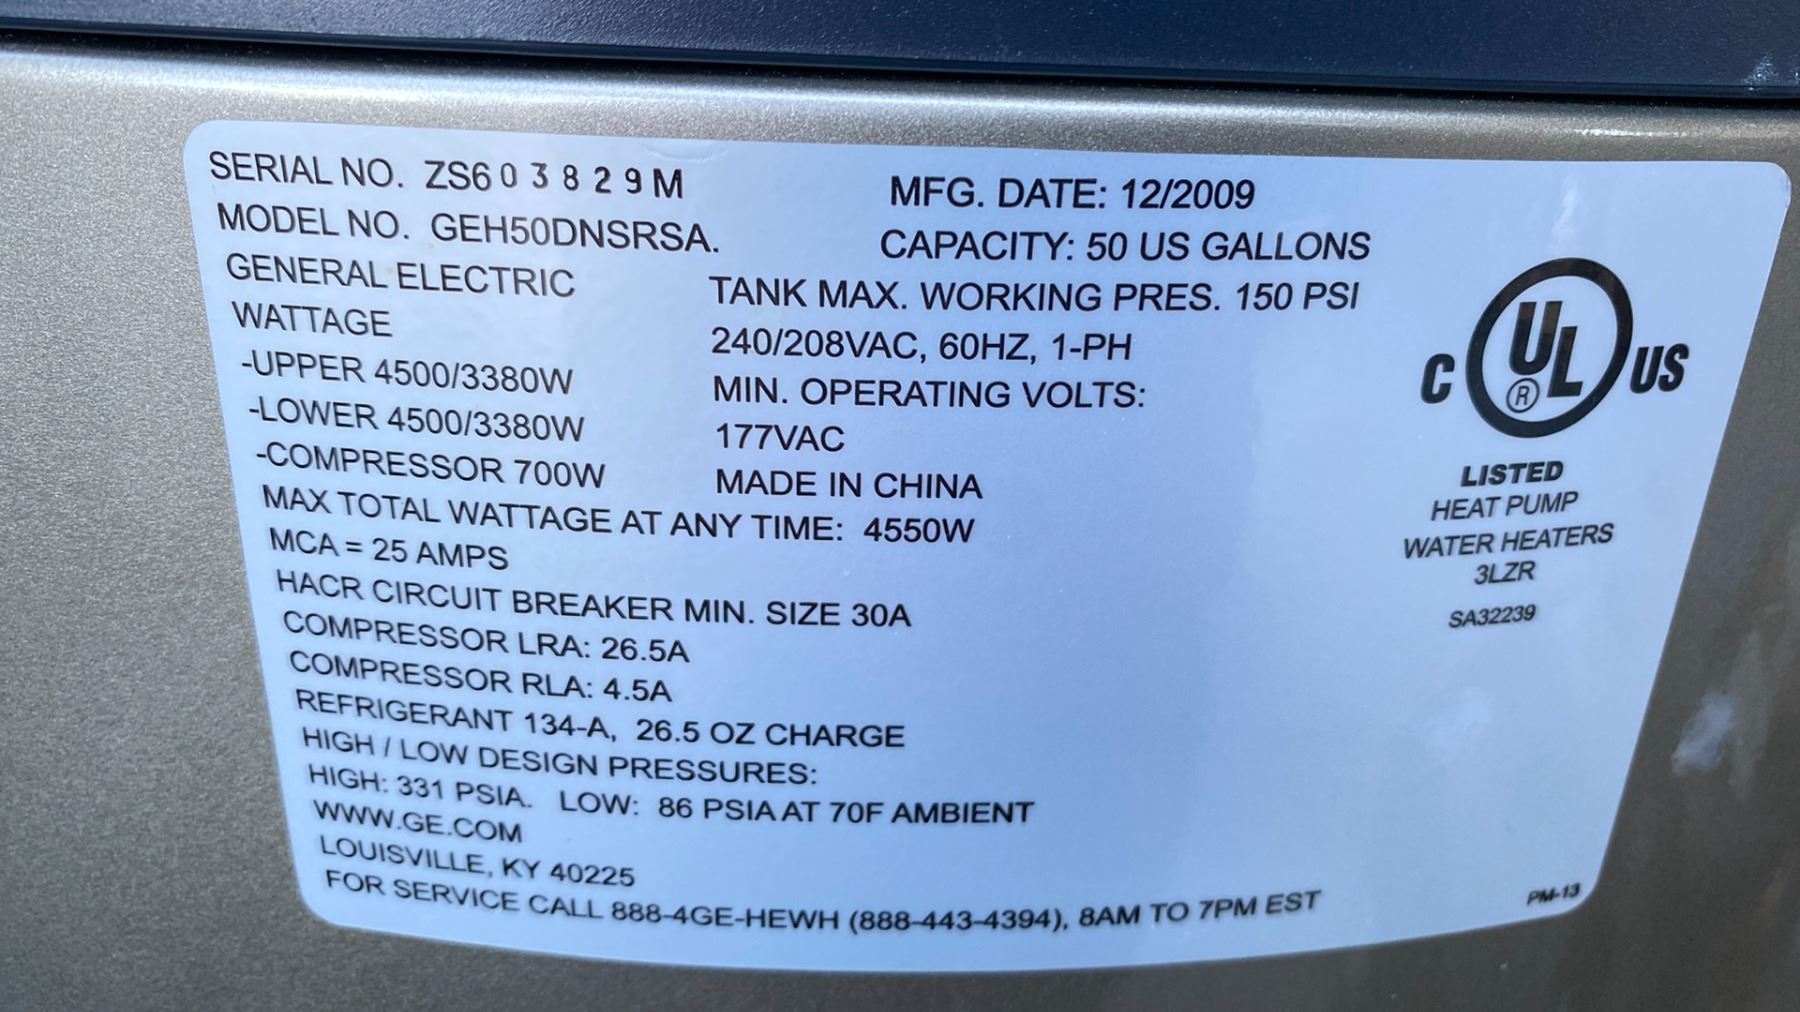 SERIAL NO. ZS603829M
MFG. DATE: 12/2009
MODEL NO. GEH50DNSRSA.
CAPACITY: 50 US GALLONS
GENERAL ELECTRIC
TANK MAX. WORKING PRES. 150 PSI
WATTAGE
240/208VAC, 60HZ, 1-PH
-UPPER 4500/3380W
MIN. OPERATING VOLTS:
-LOWER 4500/3380W
177VAC
-COMPRESSOR 700W
MADE IN CHINA
MAX TOTAL WATTAGE AT ANY TIME: 4550W
MCA = 25 AMPS
HACR CIRCUIT BREAKER MIN. SIZE 30A
COMPRESSOR LRA: 26.5A
COMPRESSOR RLA: 4.5A
REFRIGERANT 134-A, 26.5 OZ CHARGE
HIGH / LOW DESIGN PRESSURES:
HIGH: 331 PSIA. LOW: 86 PSIA AT 70F AMBIENT
WWW.GE.COM
LOUISVILLE, KY 40225
FOR SERVICE CALL 888-4GE-HEWH (888-443-4394), 8AM TO 7PM EST
C UL® US
LISTED
HEAT PUMP
WATER HEATERS
3LZR
SA32239
PM-13